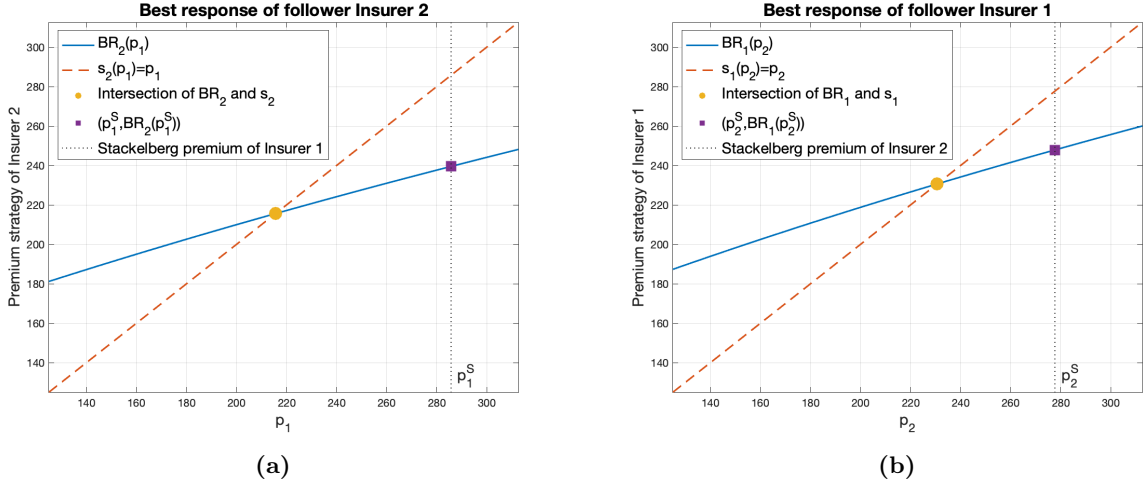 Best response of follower Insurer 2
Premium strategy of Insurer 2
300
280
260
240
220
200
180
160
140
BR₂(p₁)
s₂(p₁)=p₁
Intersection of BR₂ and s₂
(p₁ˢ,BR₂(p₁ˢ))
Stackelberg premium of Insurer 1
p₁ˢ
140 160 180 200 220 240 260 280 300
p₁
(a)
Best response of follower Insurer 1
Premium strategy of Insurer 1
300
280
260
240
220
200
180
160
140
BR₁(p₂)
s₁(p₂)=p₂
Intersection of BR₁ and s₁
(p₂ˢ,BR₁(p₂ˢ))
Stackelberg premium of Insurer 2
p₂ˢ
140 160 180 200 220 240 260 280 300
p₂
(b)